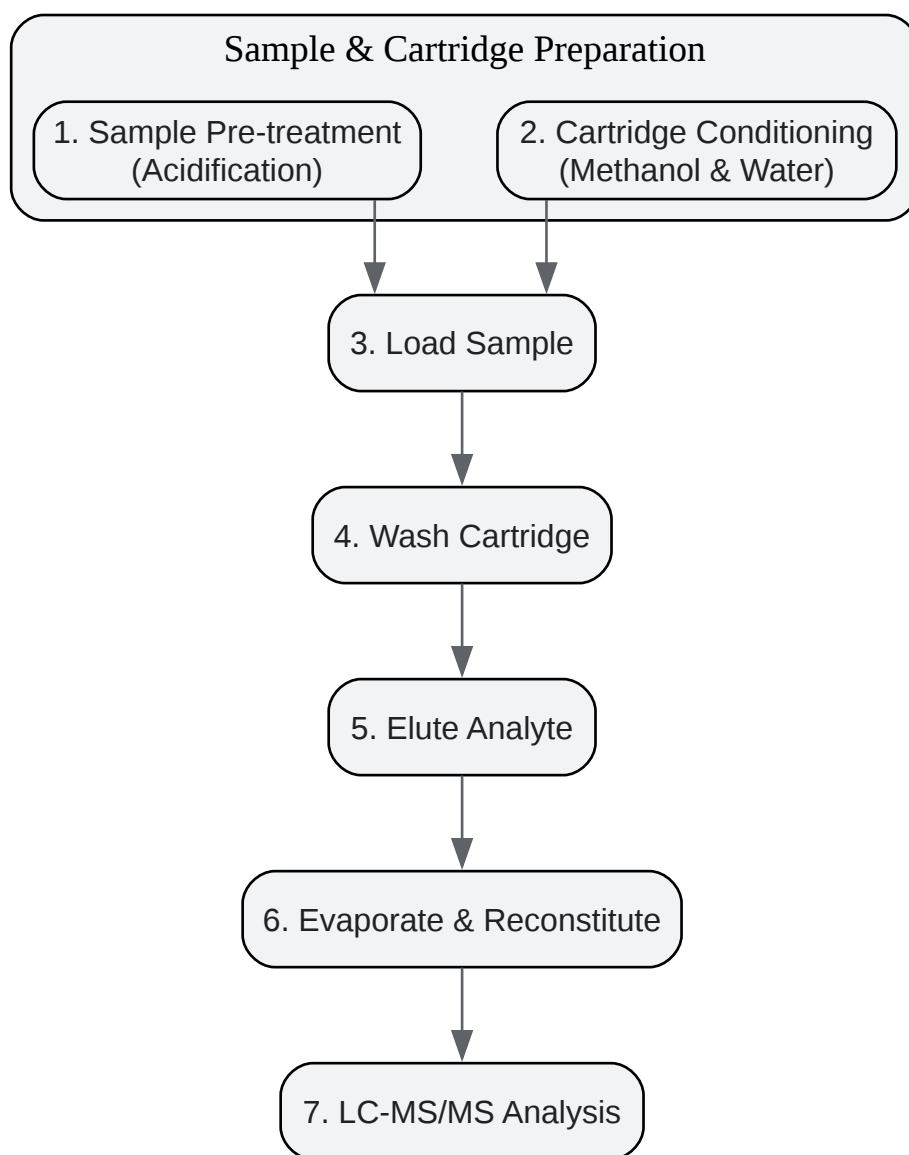 Sample & Cartridge Preparation
1. Sample Pre-treatment
(Acidification)
2. Cartridge Conditioning
(Methanol & Water)
3. Load Sample
4. Wash Cartridge
5. Elute Analyte
6. Evaporate & Reconstitute
7. LC-MS/MS Analysis